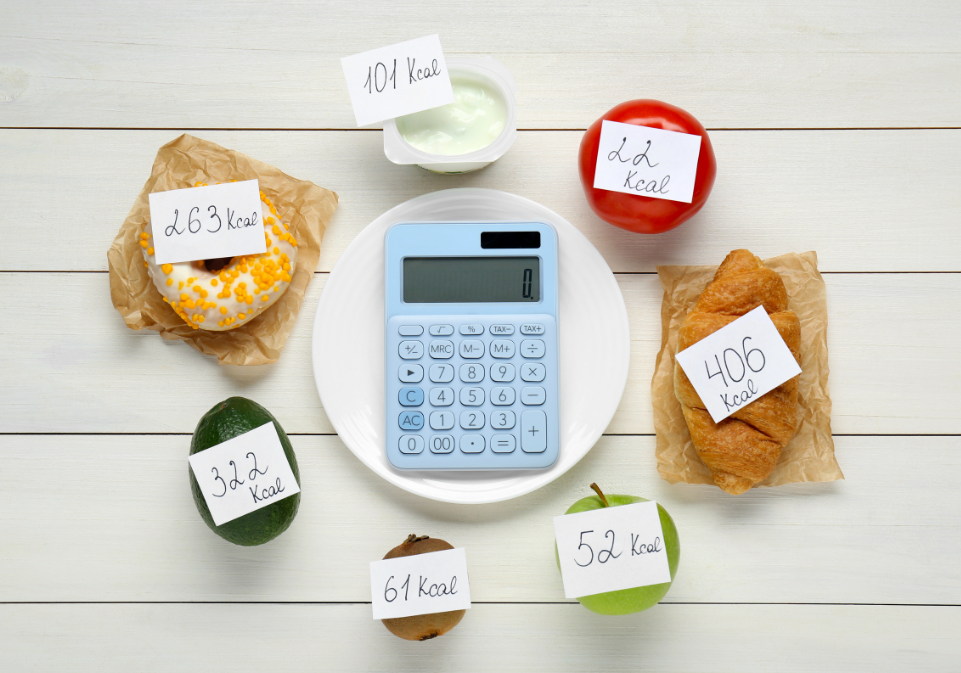 101 Kcal
22
Kcal
263 Kcal
406
Kcal
322
Kcal
61 Kcal
52 Kcal
0.
√ % TAX− TAX+
+/− MRC M− M+ ÷
▶ 7 8 9 ×
C 4 5 6 −
AC 1 2 3 +
0 00 · =